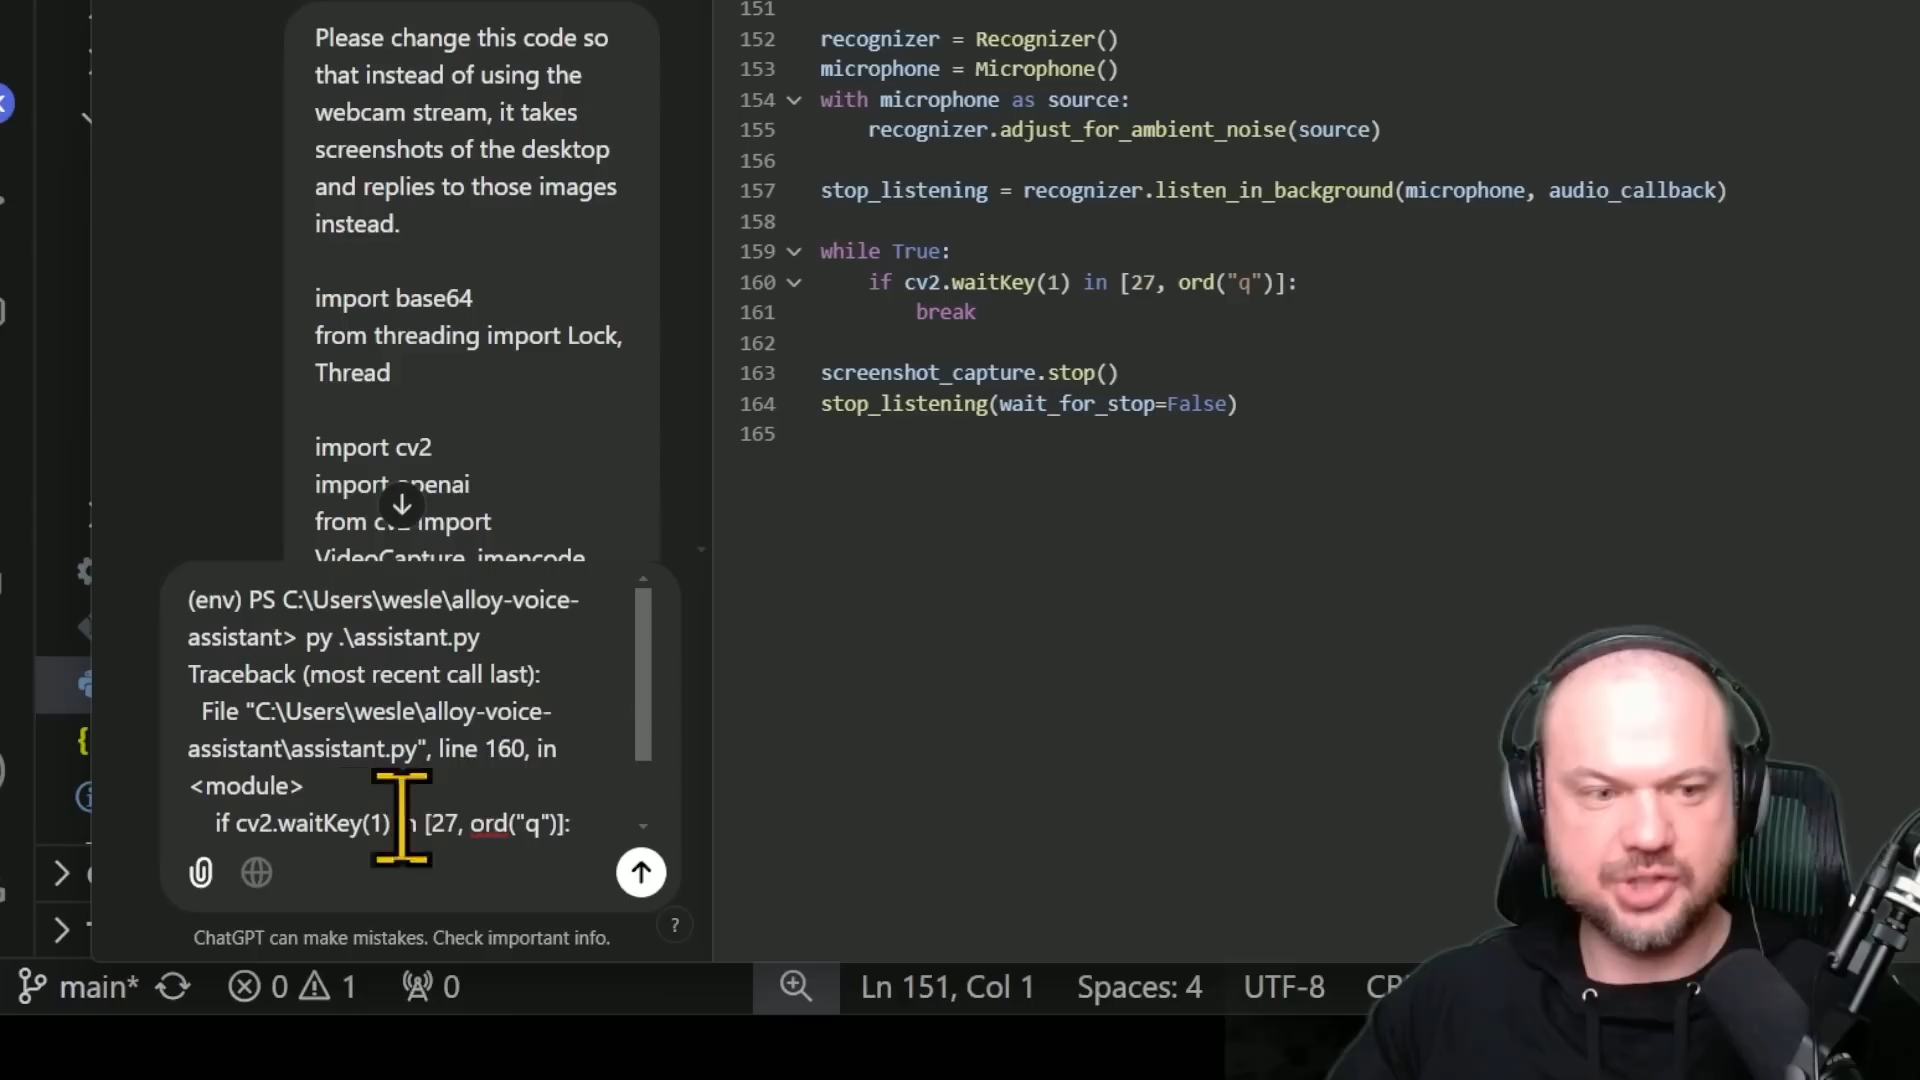 Please change this code so
that instead of using the
webcam stream, it takes
screenshots of the desktop
and replies to those images
instead.
import base64
from threading import Lock,
Thread
import cv2
import openai
from import
VideoCapture, imencode
(env) PS C:\Users\wesle\alloy-voice-
assistant> py .\assistant.py
Traceback (most recent call last):
File "C:\Users\wesle\alloy-voice-
assistant\assistant.py", line 160, in
<module>
if cv2.waitKey(1) in [27, ord("q")]:
ChatGPT can make mistakes. Check important info.
?
151
152 recognizer = Recognizer()
153 microphone = Microphone()
154 with microphone as source:
155 recognizer.adjust_for_ambient_noise(source)
156
157 stop_listening = recognizer.listen_in_background(microphone, audio_callback)
158
159 while True:
160 if cv2.waitKey(1) in [27, ord("q")]:
161 break
162
163 screenshot_capture.stop()
164 stop_listening(wait_for_stop=False)
165
main* 0 1 0 Ln 151, Col 1 Spaces: 4 UTF-8